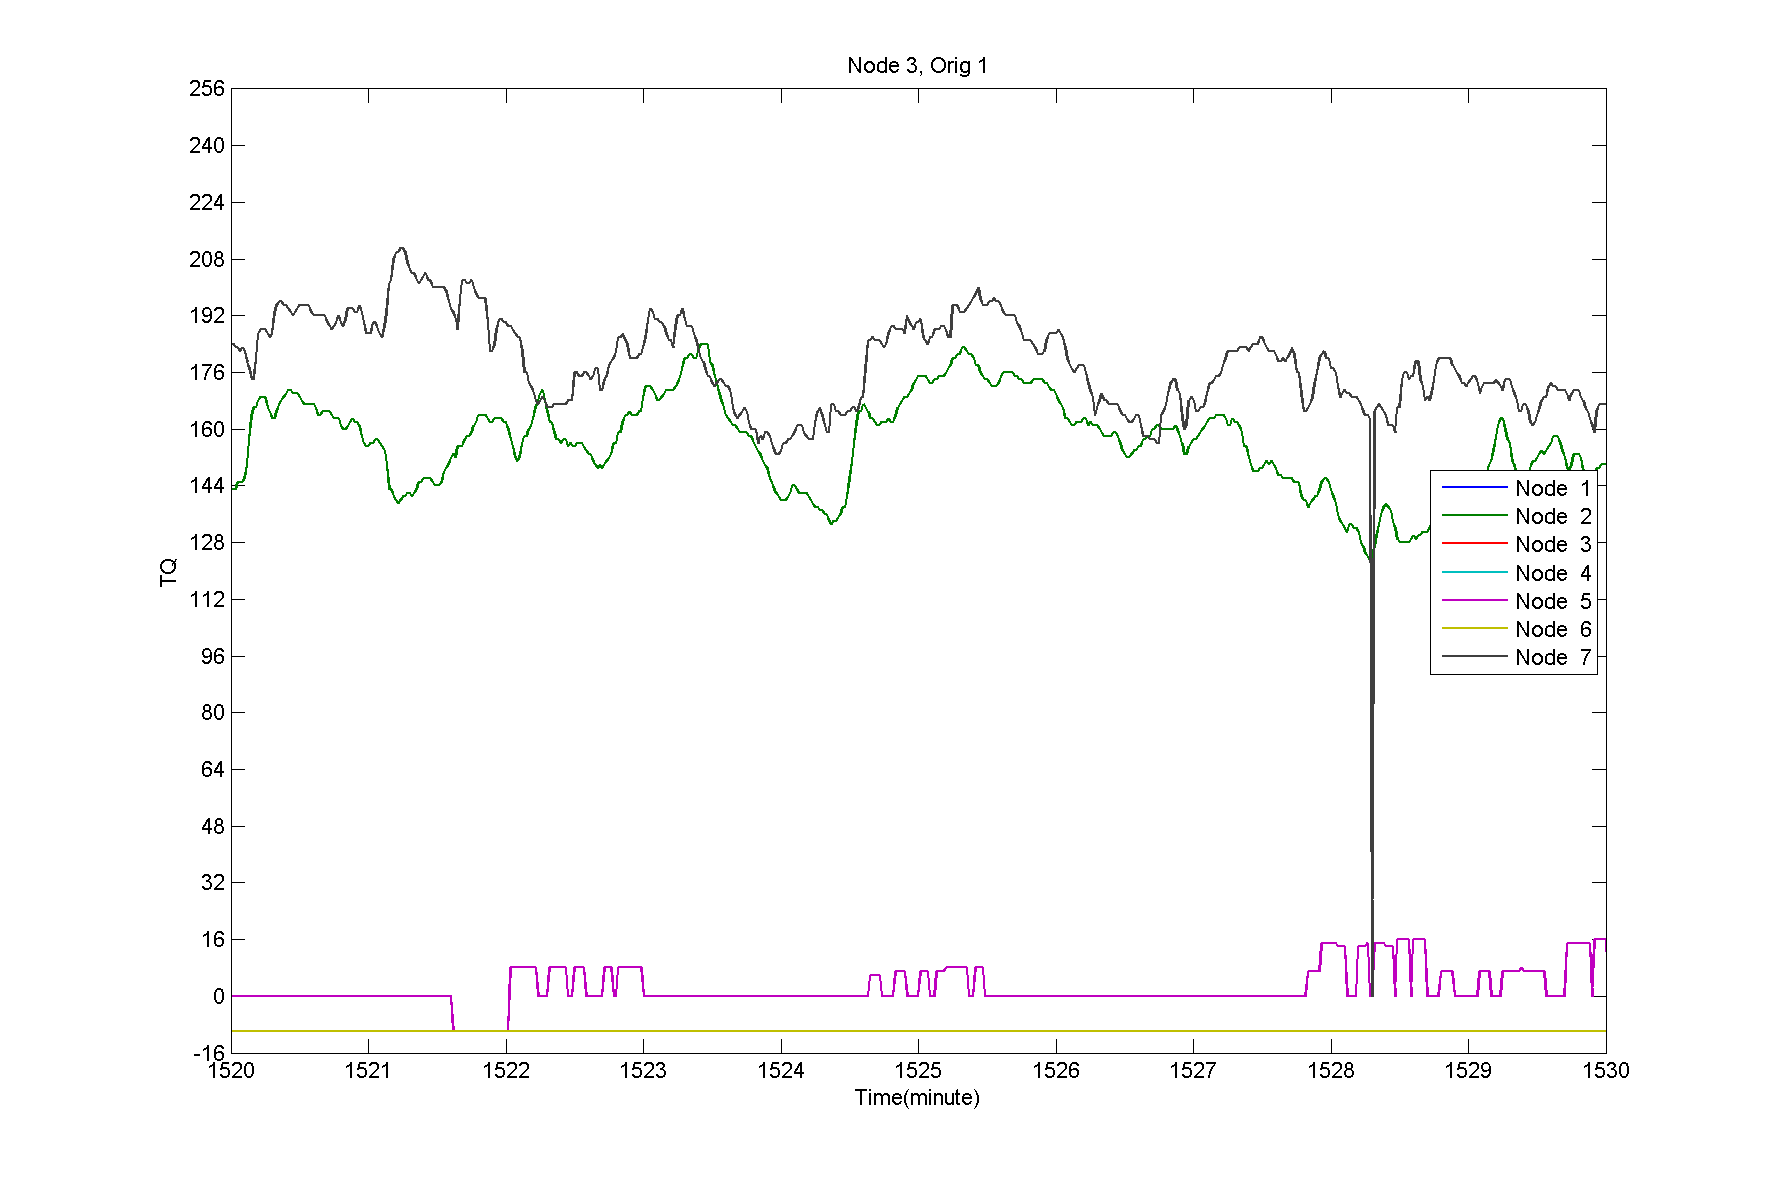 Node 3, Orig 1
256
240
224
208
192
176
160
144
128
112
96
80
64
48
32
16
0
-16
TQ
Node 1
Node 2
Node 3
Node 4
Node 5
Node 6
Node 7
1520 1521 1522 1523 1524 1525 1526 1527 1528 1529 1530
Time(minute)